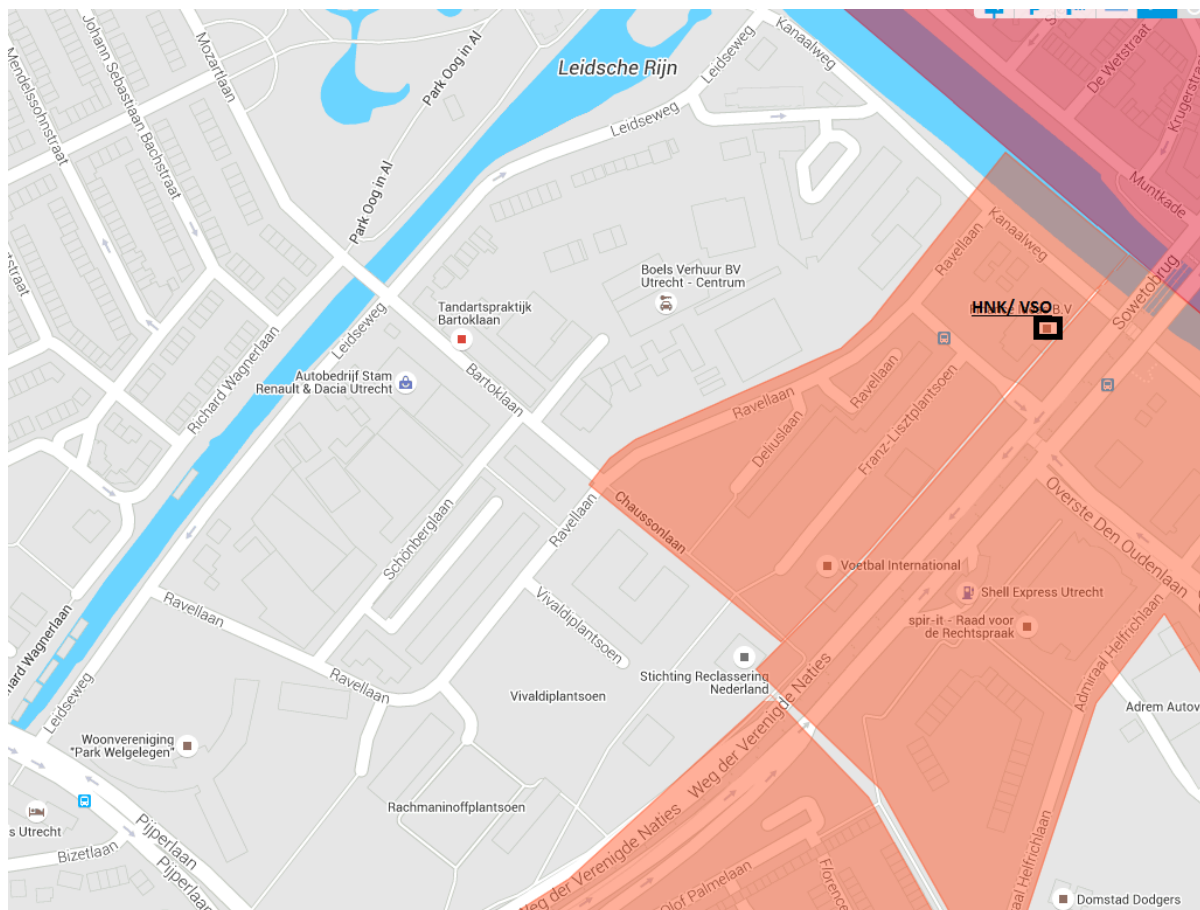 Mendelssohnstraat
Johann Sebastiaan Bachstraat
Mozartlaan
Park Oog in Al
Leidsche Rijn
Leidseweg
Kanaalweg
De Wetstraat
Krugerstraat
Leidseweg
Muntkade
Park Oog in Al
Kanaalweg
Ravellaan
Sowetobrug
Boels Verhuur BV
Utrecht - Centrum
HNK/ VSO
B.V
Tandartspraktijk
Bartoklaan
Leidseweg
Autobedrijf Stam
Renault & Dacia Utrecht
Richard Wagnerlaan
Bartoklaan
Ravellaan
Ravellaan
Deliuslaan
Franz-Lisztplantsoen
Schönberglaan
Ravellaan
Chaussonlaan
Overste Den Oudenlaan
Voetbal International
Shell Express Utrecht
spir-it - Raad voor
de Rechtspraak
Ravellaan
Vivaldiplantsoen
Admiraal Helfrichlaan
hard Wagnerlaan
Stichting Reclassering
Nederland
Leidseweg
Ravellaan
Vivaldiplantsoen
Weg der Verenigde Naties
Adrem Autov
Woonvereniging
"Park Welgelegen"
Rachmaninoffplantsoen
Weg der Verenigde Naties
s Utrecht
Pijperlaan
Bizetlaan
Pijperlaan
Olof Palmelaan
Florence
al Helfrichlaan
Domstad Dodgers